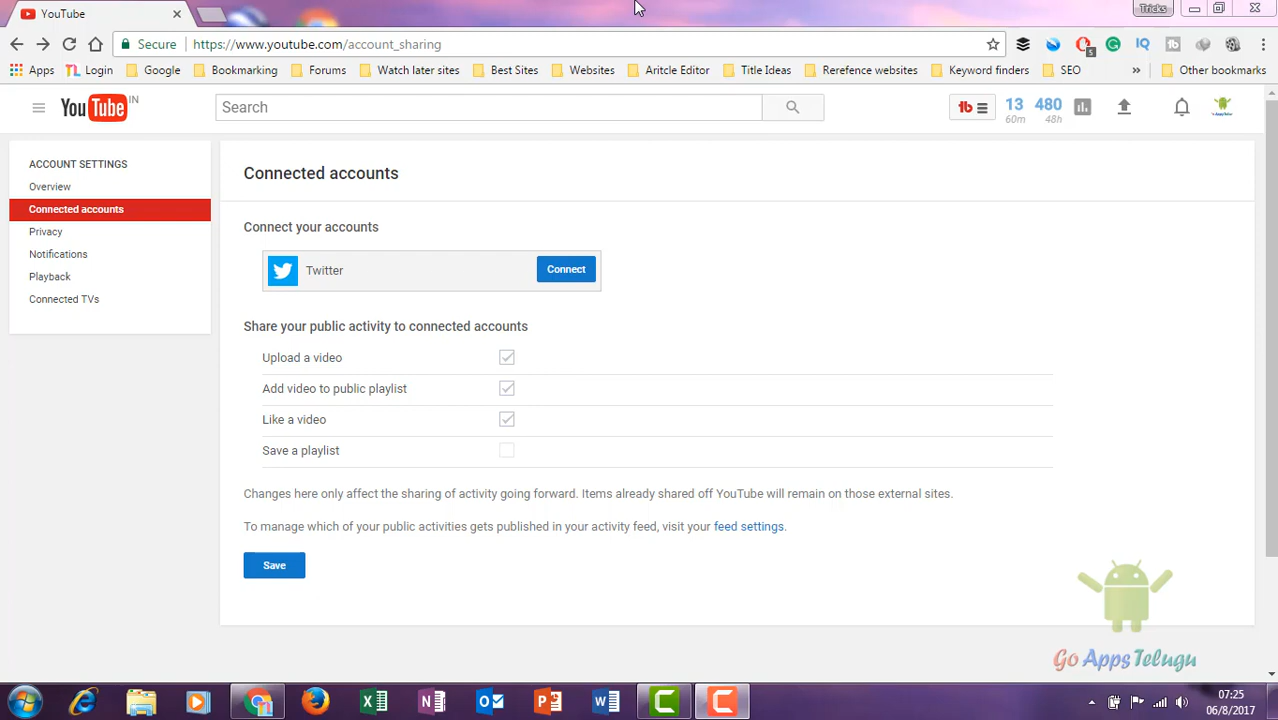 YouTube
Tricks
Secure
https://www.youtube.com/account_sharing
5
Apps
TL Login
Google
Bookmarking
Forums
Watch later sites
Best Sites
Websites
Aritcle Editor
Title Ideas
Rerefence websites
Keyword finders
SEO
»
Other bookmarks
YouTube IN
Search
13
60m
480
48h
ACCOUNT SETTINGS
Overview
Connected accounts
Privacy
Notifications
Playback
Connected TVs
Connected accounts
Connect your accounts
Twitter
Connect
Share your public activity to connected accounts
Upload a video
Add video to public playlist
Like a video
Save a playlist
Changes here only affect the sharing of activity going forward. Items already shared off YouTube will remain on those external sites.
To manage which of your public activities gets published in your activity feed, visit your feed settings.
Save
Go AppsTelugu
07:25
06/8/2017